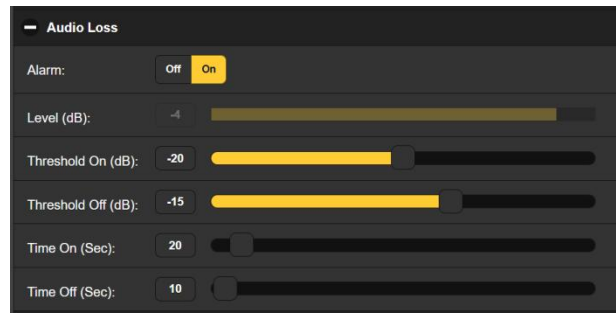 Audio Loss
Alarm: Off On
Level (dB): -4
Threshold On (dB): -20
Threshold Off (dB): -15
Time On (Sec): 20
Time Off (Sec): 10